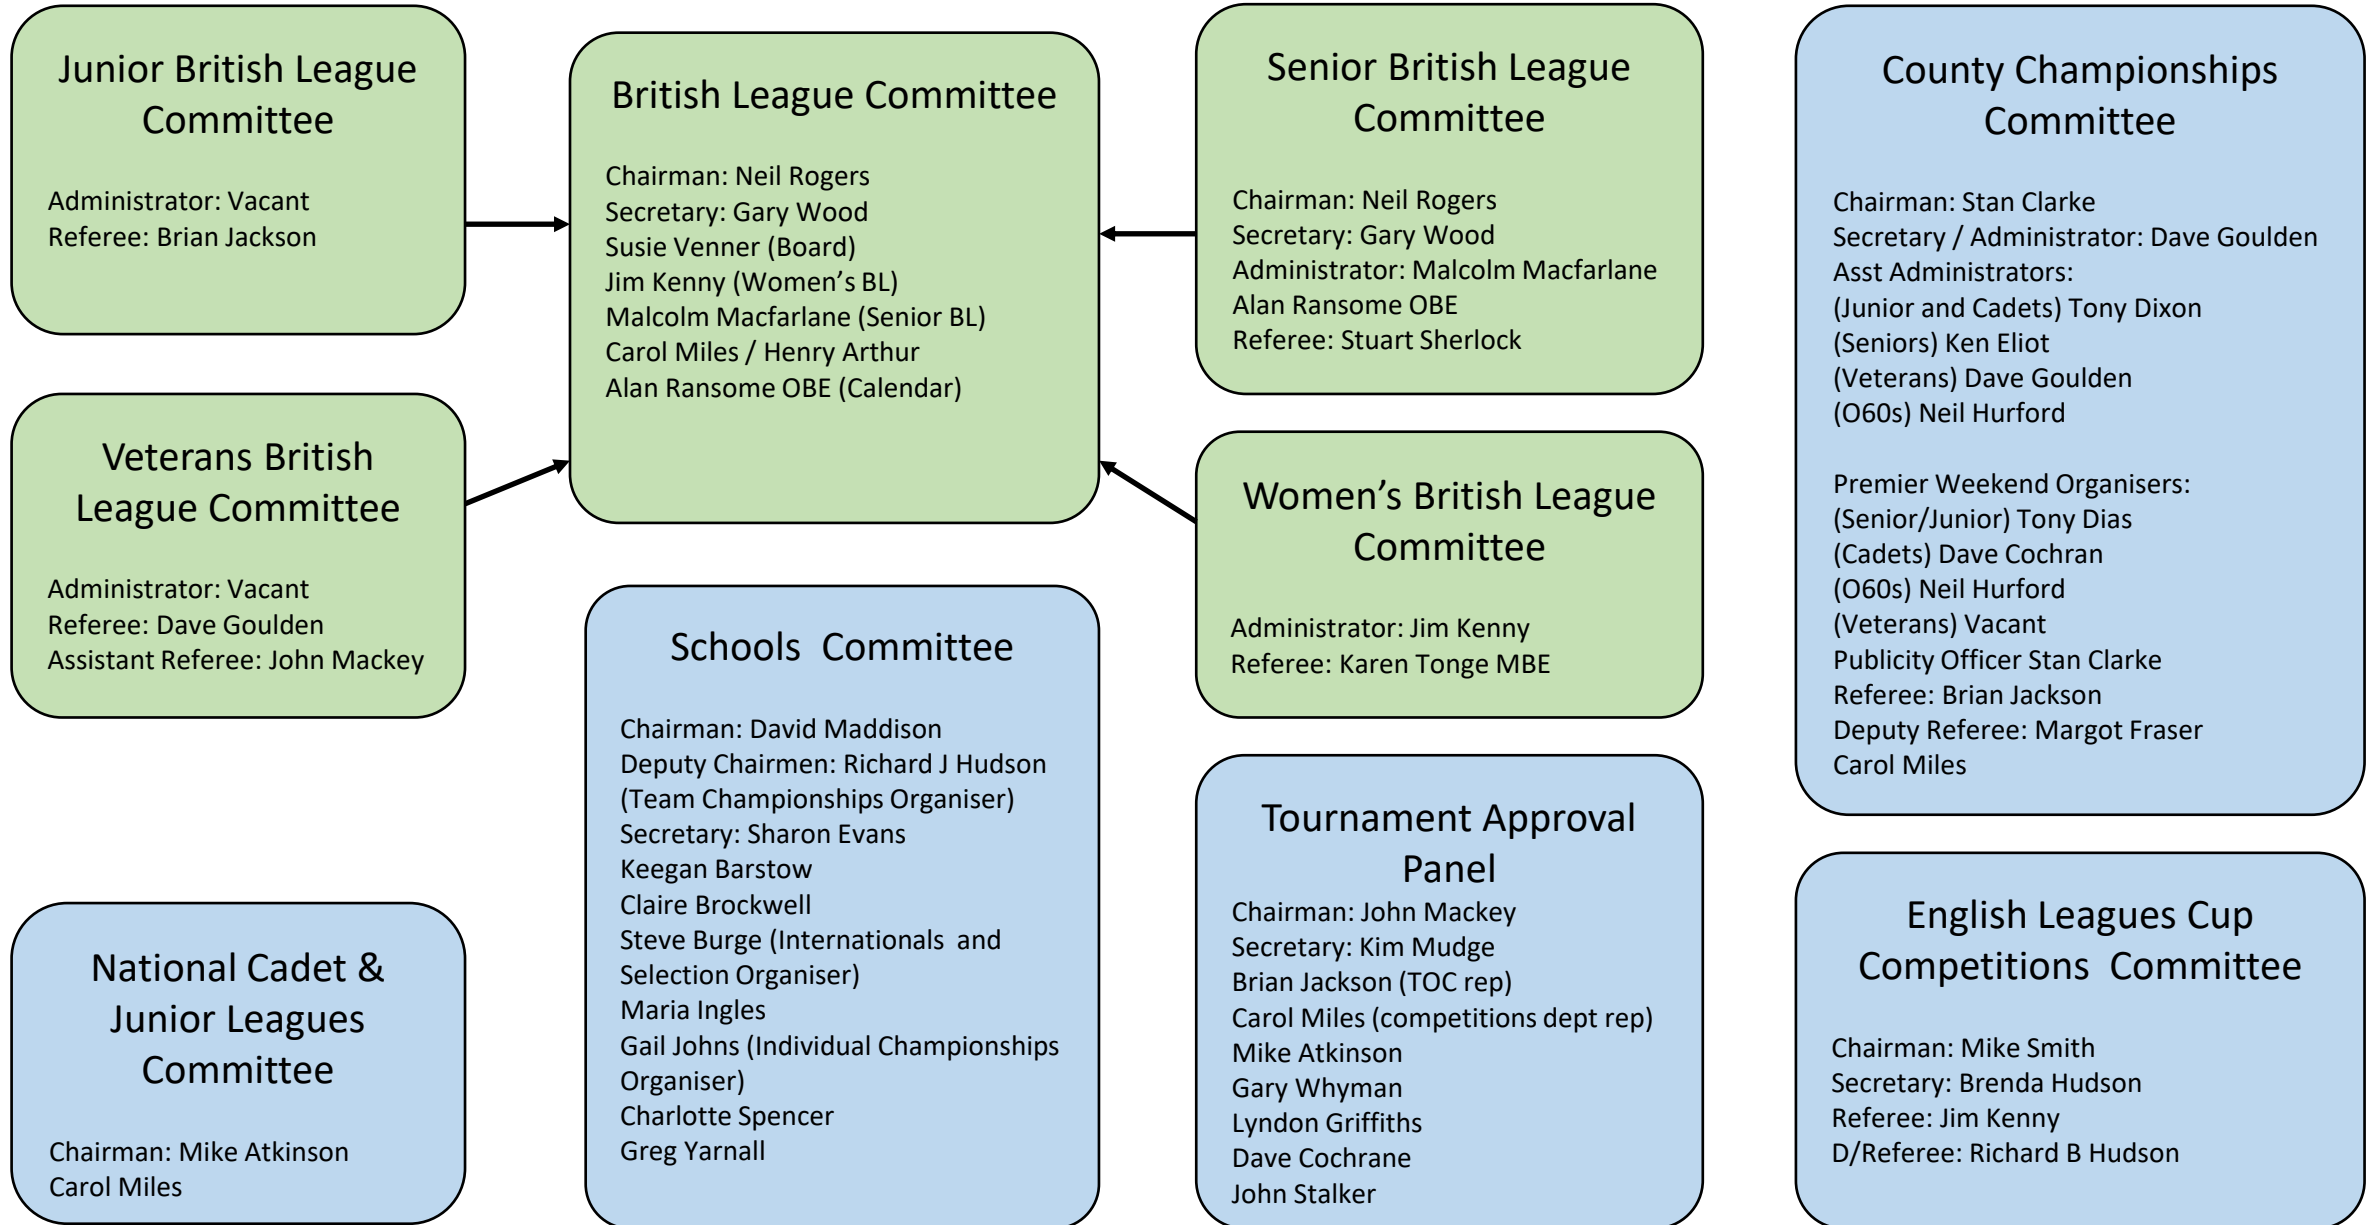 Junior British League
Committee
Administrator: Vacant
Referee: Brian Jackson
British League Committee
Chairman: Neil Rogers
Secretary: Gary Wood
Susie Venner (Board)
Jim Kenny (Women’s BL)
Malcolm Macfarlane (Senior BL)
Carol Miles / Henry Arthur
Alan Ransome OBE (Calendar)
Senior British League
Committee
Chairman: Neil Rogers
Secretary: Gary Wood
Administrator: Malcolm Macfarlane
Alan Ransome OBE
Referee: Stuart Sherlock
County Championships
Committee
Chairman: Stan Clarke
Secretary / Administrator: Dave Goulden
Asst Administrators:
(Junior and Cadets) Tony Dixon
(Seniors) Ken Eliot
(Veterans) Dave Goulden
(O60s) Neil Hurford
Premier Weekend Organisers:
(Senior/Junior) Tony Dias
(Cadets) Dave Cochran
(O60s) Neil Hurford
(Veterans) Vacant
Publicity Officer Stan Clarke
Referee: Brian Jackson
Deputy Referee: Margot Fraser
Carol Miles
Veterans British
League Committee
Administrator: Vacant
Referee: Dave Goulden
Assistant Referee: John Mackey
Women’s British League
Committee
Administrator: Jim Kenny
Referee: Karen Tonge MBE
Schools Committee
Chairman: David Maddison
Deputy Chairmen: Richard J Hudson
(Team Championships Organiser)
Secretary: Sharon Evans
Keegan Barstow
Claire Brockwell
Steve Burge (Internationals and
Selection Organiser)
Maria Ingles
Gail Johns (Individual Championships
Organiser)
Charlotte Spencer
Greg Yarnall
Tournament Approval
Panel
Chairman: John Mackey
Secretary: Kim Mudge
Brian Jackson (TOC rep)
Carol Miles (competitions dept rep)
Mike Atkinson
Gary Whyman
Lyndon Griffiths
Dave Cochrane
John Stalker
National Cadet &
Junior Leagues
Committee
Chairman: Mike Atkinson
Carol Miles
English Leagues Cup
Competitions Committee
Chairman: Mike Smith
Secretary: Brenda Hudson
Referee: Jim Kenny
D/Referee: Richard B Hudson